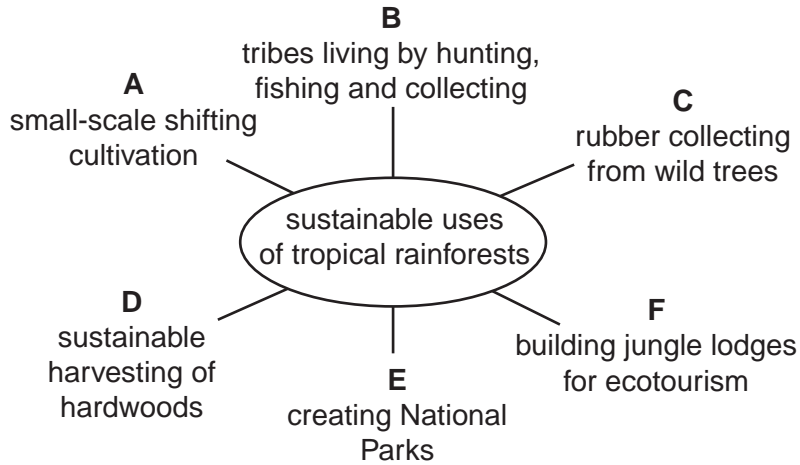 B
tribes living by hunting,
fishing and collecting
A
small-scale shifting
cultivation
C
rubber collecting
from wild trees
sustainable uses
of tropical rainforests
D
sustainable
harvesting of
hardwoods
E
creating National
Parks
F
building jungle lodges
for ecotourism